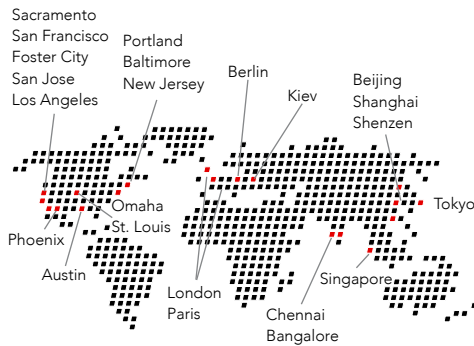 Sacramento
San Francisco
Foster City
San Jose
Los Angeles
Portland
Baltimore
New Jersey
Berlin
Kiev
Beijing
Shanghai
Shenzen
Omaha
St. Louis
Tokyo
Phoenix
Austin
London
Paris
Singapore
Chennai
Bangalore